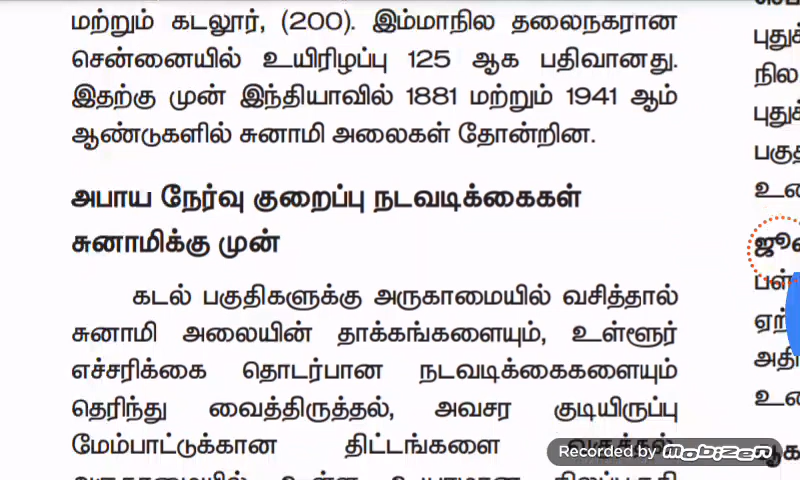 மற்றும் கடலூர், (200). இம்மாநில தலைநகரான
சென்னையில் உயிரிழப்பு 125 ஆக பதிவானது.
இதற்கு முன் இந்தியாவில் 1881 மற்றும் 1941 ஆம்
ஆண்டுகளில் சுனாமி அலைகள் தோன்றின.
அபாய நேர்வு குறைப்பு நடவடிக்கைகள்
சுனாமிக்கு முன்
கடல் பகுதிகளுக்கு அருகாமையில் வசித்தால்
சுனாமி அலையின் தாக்கங்களையும், உள்ளூர்
எச்சரிக்கை தொடர்பான நடவடிக்கைகளையும்
தெரிந்து வைத்திருத்தல், அவசர குடியிருப்பு
மேம்பாட்டுக்கான திட்டங்களை
நில
Recorded by mobizen